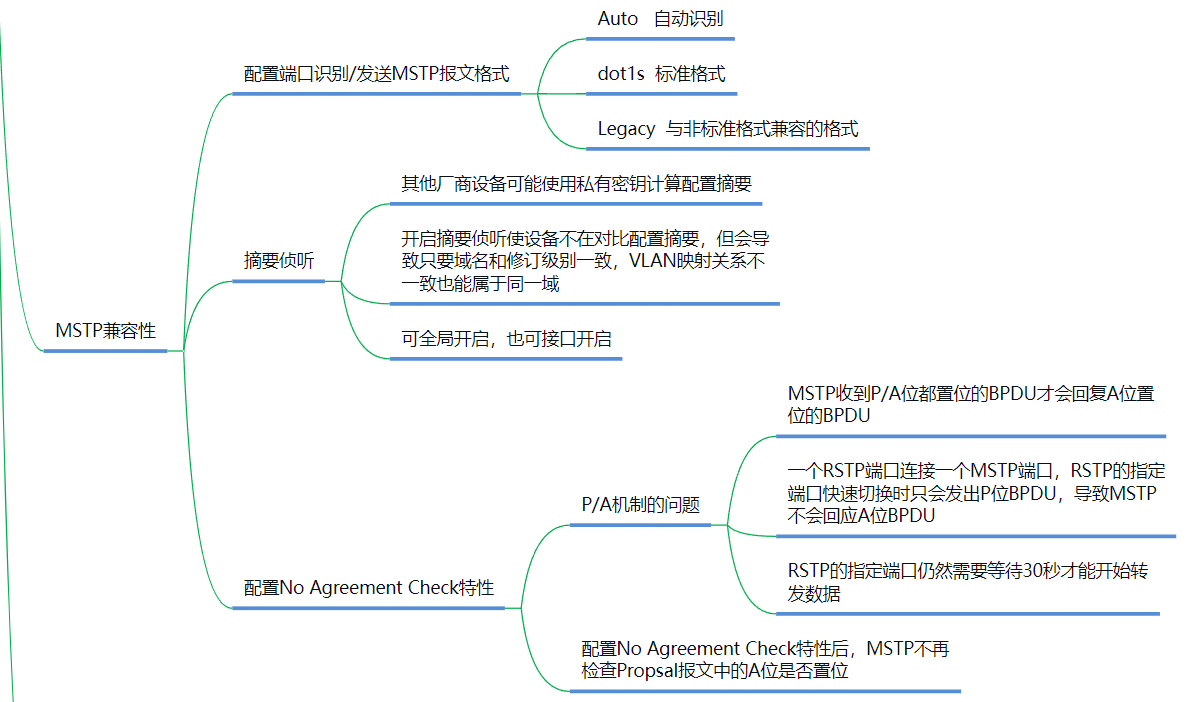 Auto 自动识别
配置端口识别/发送MSTP报文格式
dot1s 标准格式
Legacy 与非标准格式兼容的格式
其他厂商设备可能使用私有密钥计算配置摘要
摘要侦听
开启摘要侦听使设备不在对比配置摘要，但会导
致只要域名和修订级别一致，VLAN映射关系不
一致也能属于同一域
可全局开启，也可接口开启
MSTP兼容性
MSTP收到P/A位都置位的BPDU才会回复A位置
位的BPDU
P/A机制的问题
一个RSTP端口连接一个MSTP端口，RSTP的指定
端口快速切换时只会发出P位BPDU，导致MSTP
不会回应A位BPDU
RSTP的指定端口仍然需要等待30秒才能开始转
发数据
配置No Agreement Check特性
配置No Agreement Check特性后，MSTP不再
检查Propsal报文中的A位是否置位